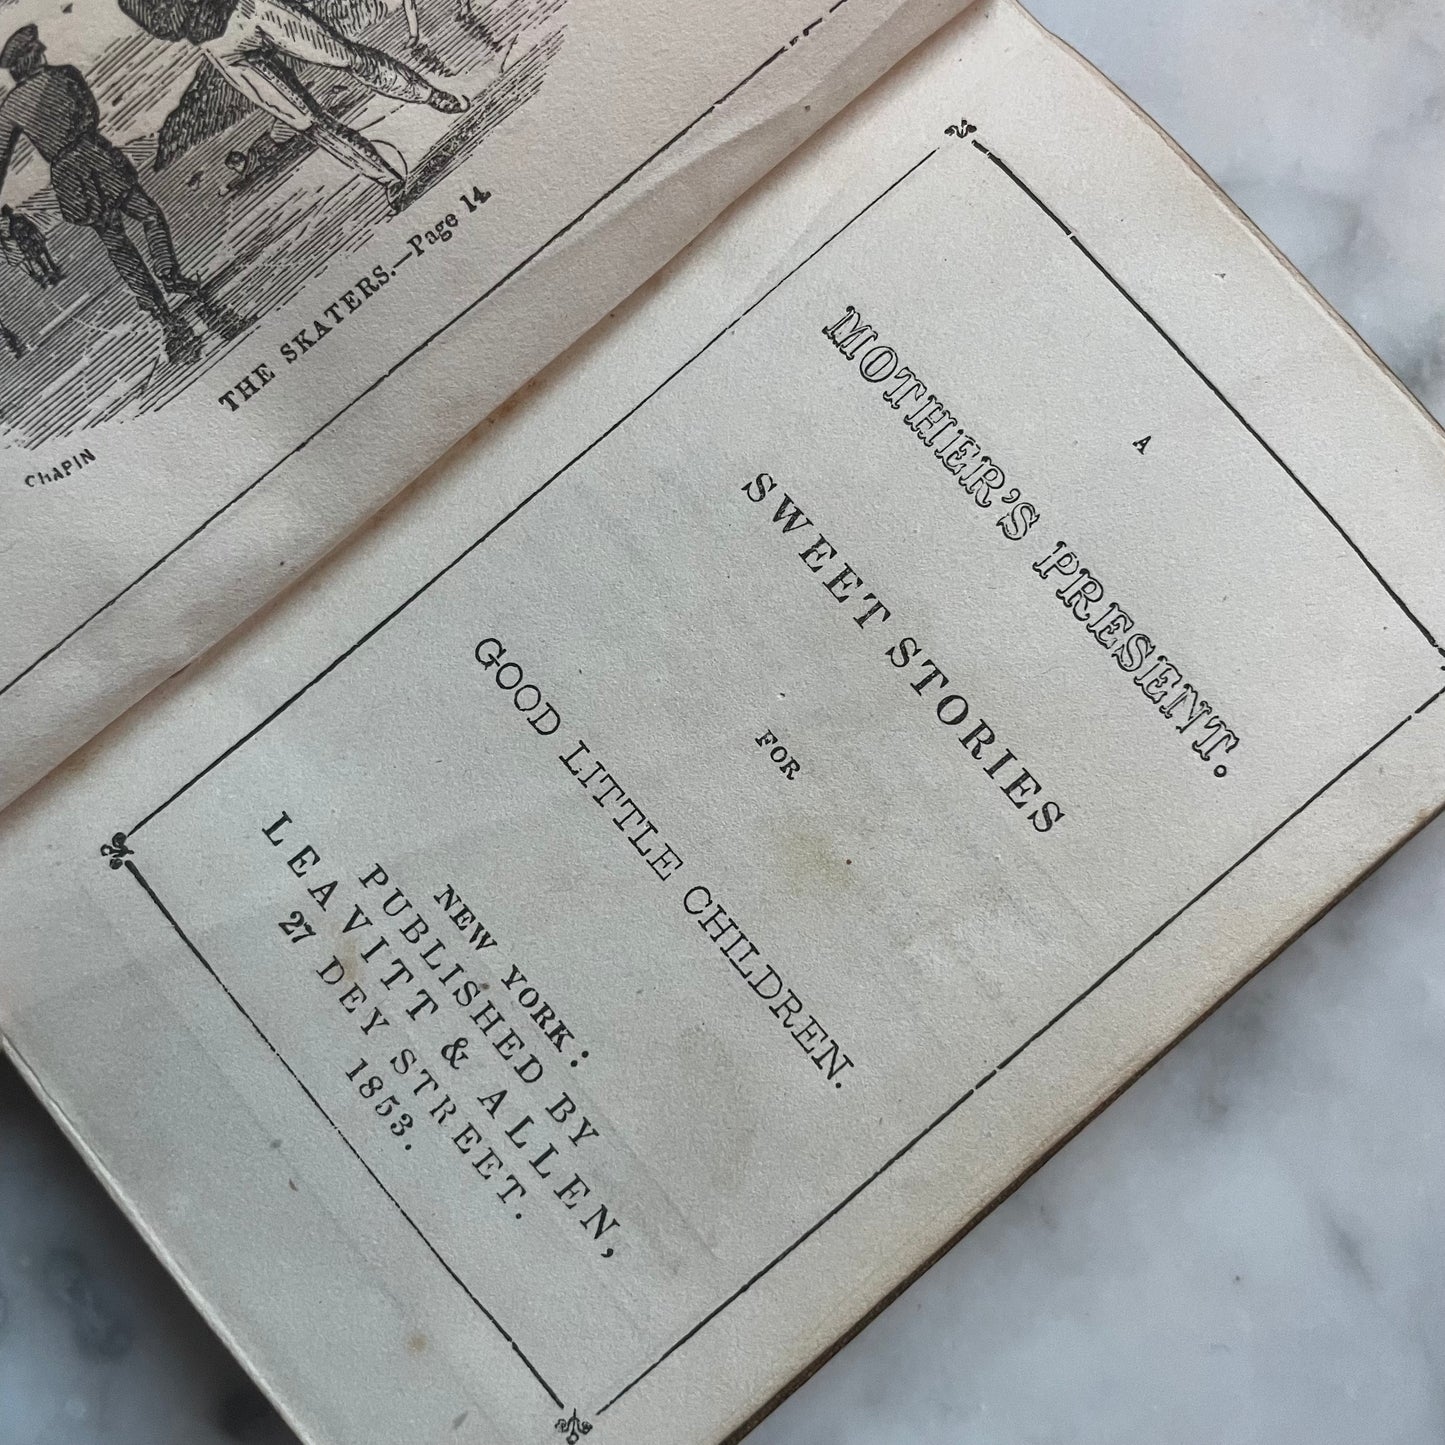 THE SKATERS.—Page 14.
CHAPIN
A
MOTHER'S PRESENT.
SWEET STORIES
FOR
GOOD LITTLE CHILDREN.
NEW YORK:
PUBLISHED BY
LEAVITT & ALLEN,
27 DEY STREET.
1853.